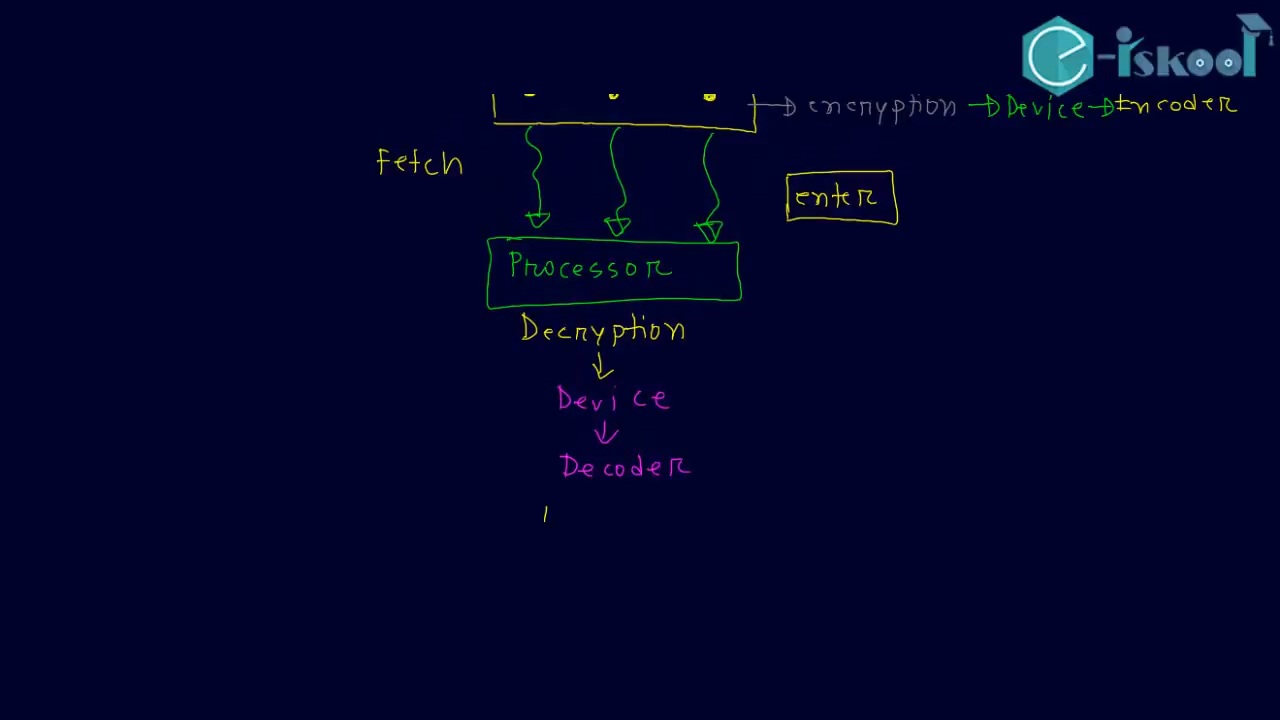 e-iskool
encryption → Device → Encoder
Fetch
enter
Processor
Decryption
↓
Device
↓
Decoder